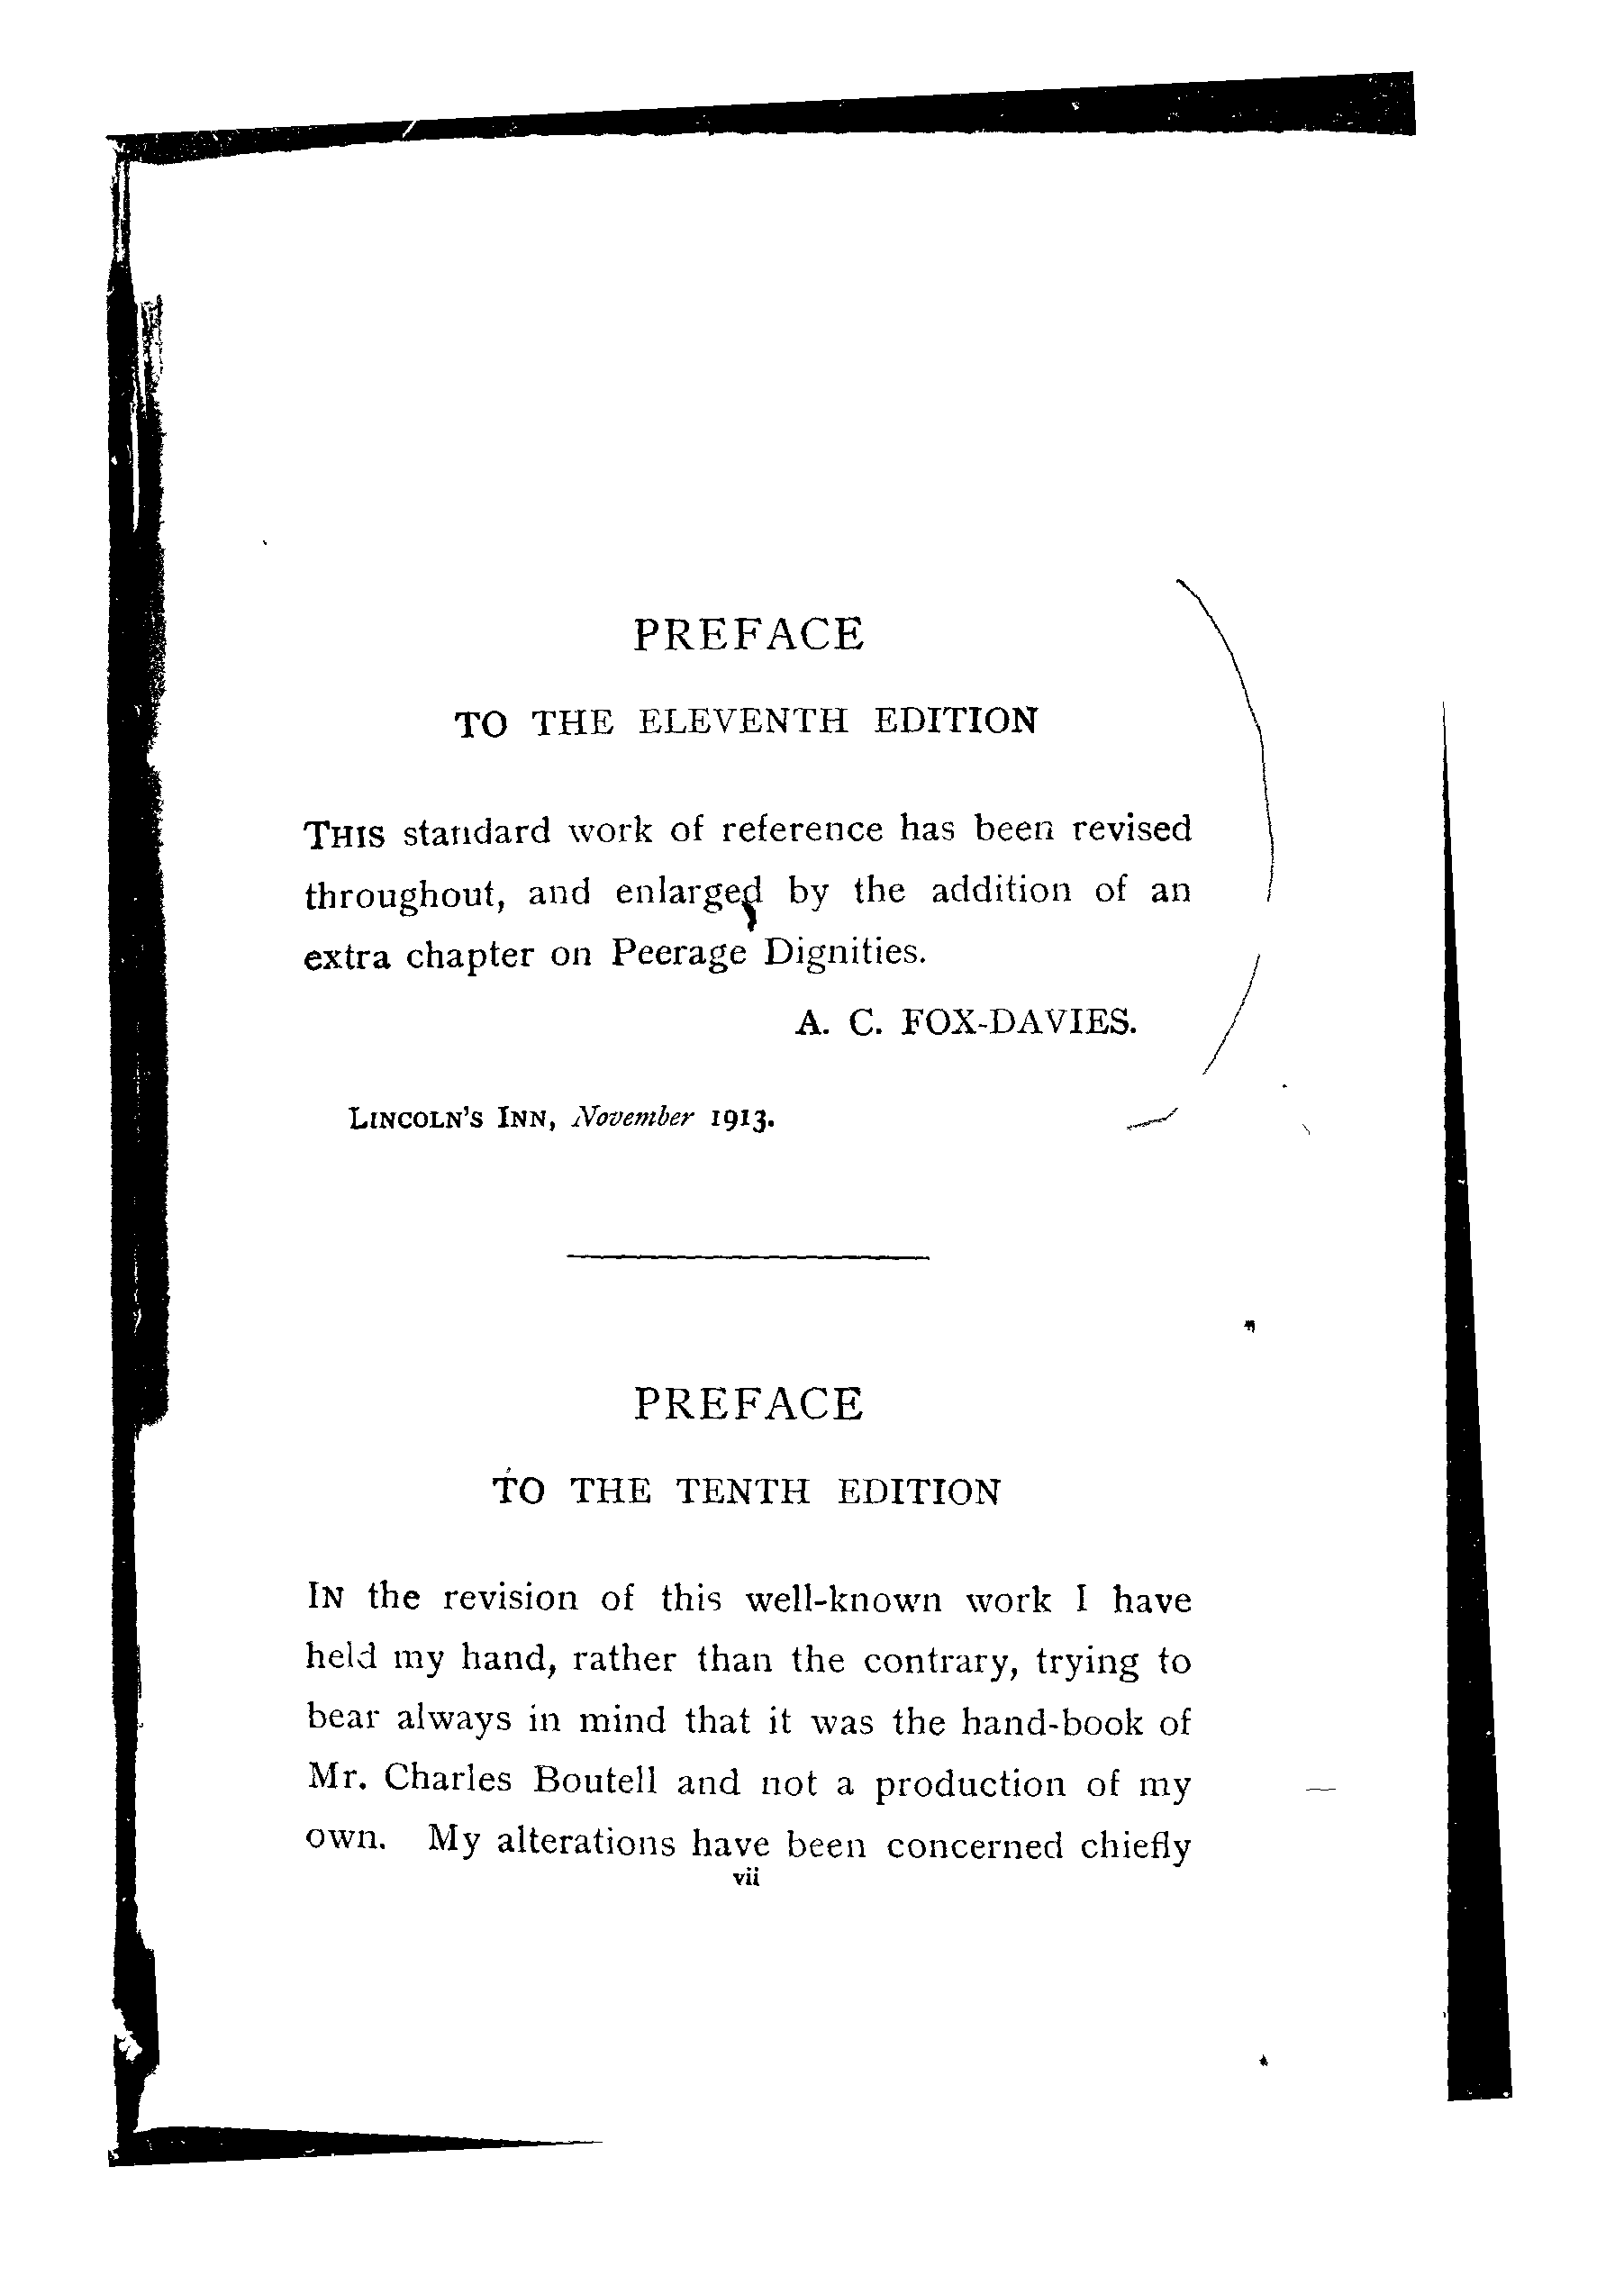 PREFACE
TO THE ELEVENTH EDITION
THIS standard work of reference has been revised
throughout, and enlarged by the addition of an
extra chapter on Peerage Dignities.
A. C. FOX-DAVIES.
LINCOLN'S INN, November 1913.
PREFACE
TO THE TENTH EDITION
IN the revision of this well-known work I have
held my hand, rather than the contrary, trying to
bear always in mind that it was the hand-book of
Mr. Charles Boutell and not a production of my
own. My alterations have been concerned chiefly
vii